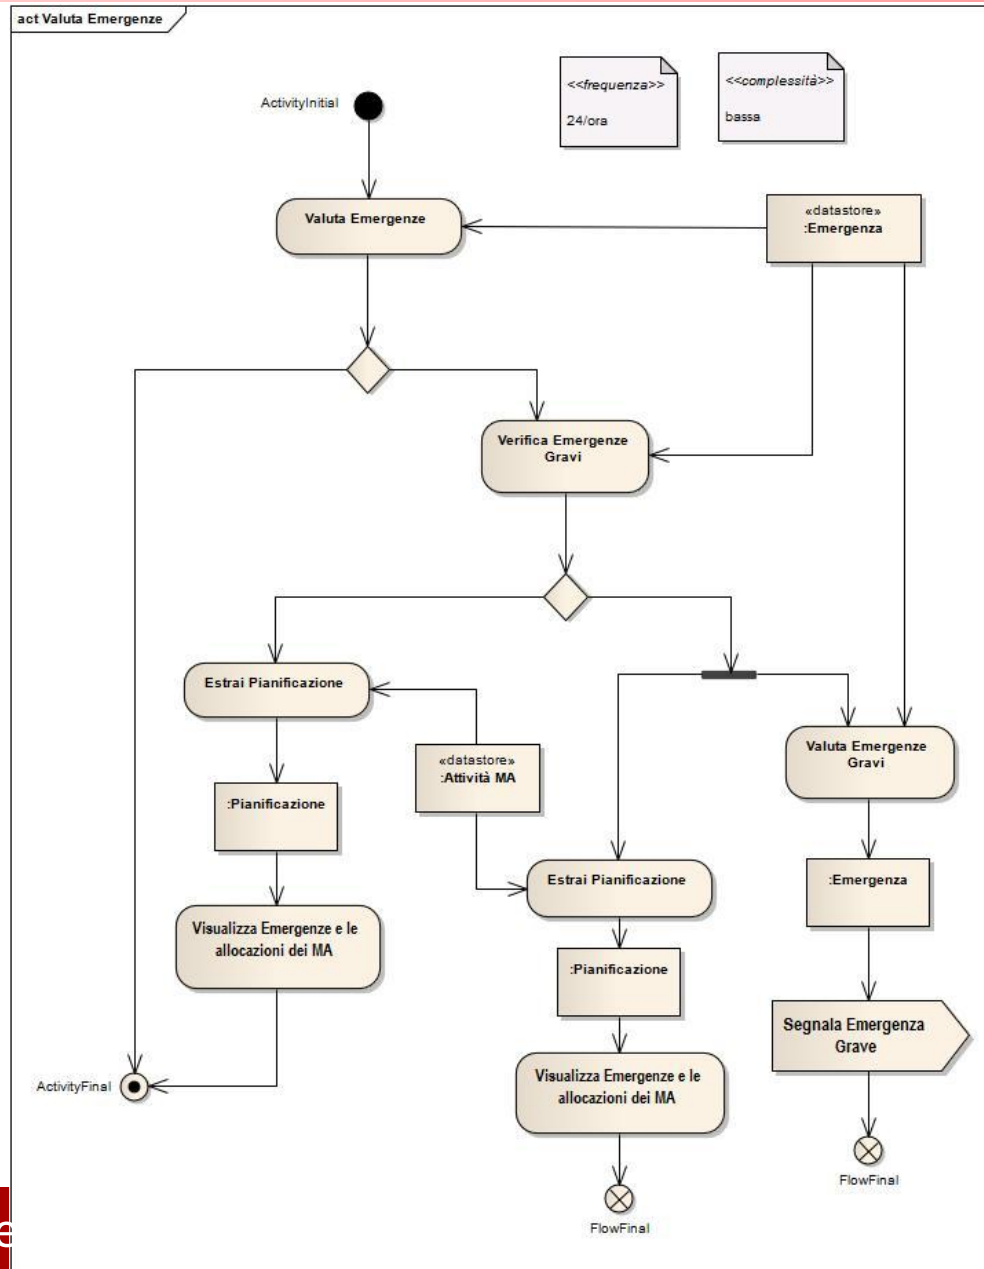 act Valuta Emergenze
ActivityInitial
<<frequenza>>
24/ora
<<complessità>>
bassa
Valuta Emergenze
«datastore»
:Emergenza
Verifica Emergenze
Gravi
Estrai Pianificazione
«datastore»
:Attività MA
Valuta Emergenze
Gravi
:Pianificazione
Estrai Pianificazione
:Emergenza
Visualizza Emergenze e le
allocazioni dei MA
:Pianificazione
Segnala Emergenza
Grave
ActivityFinal
Visualizza Emergenze e le
allocazioni dei MA
FlowFinal
FlowFinal